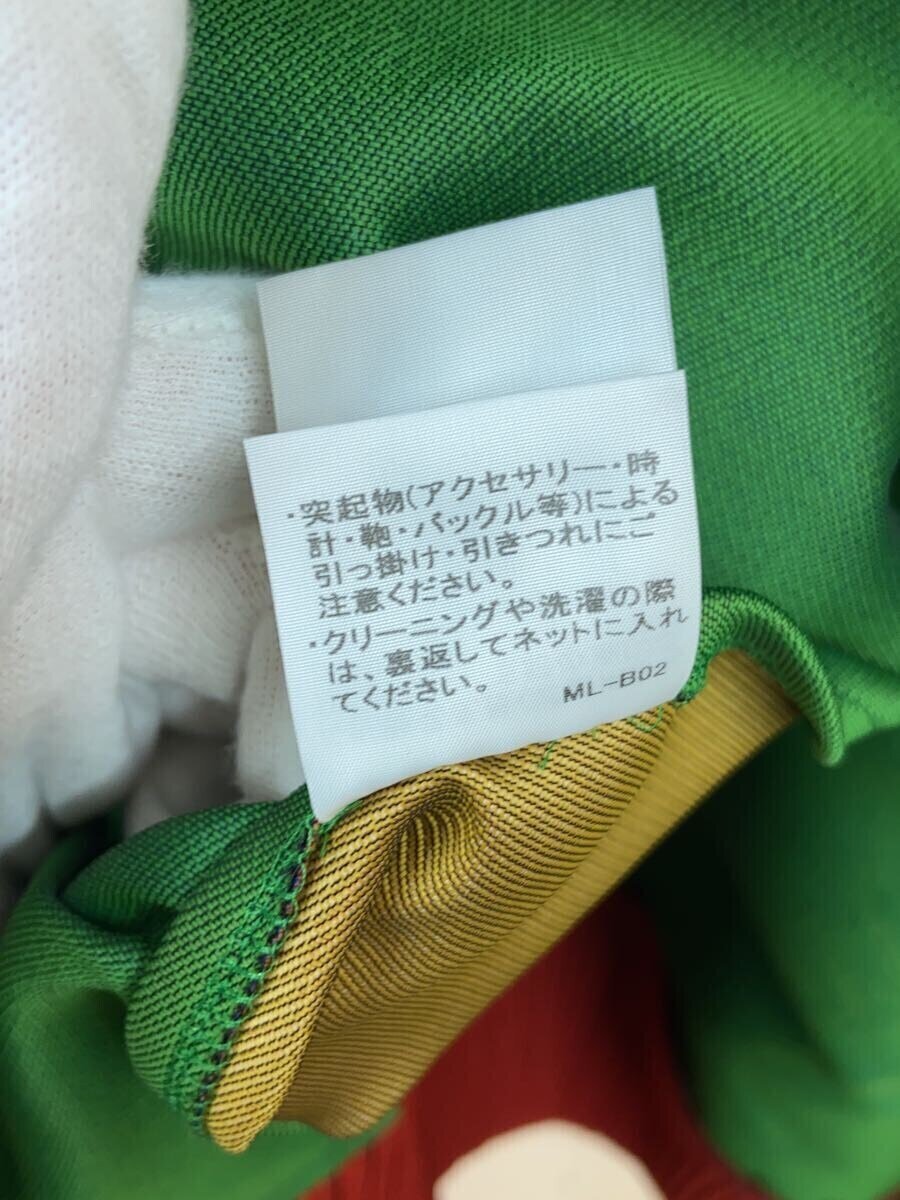 ・突起物(アクセサリー・時
計・鞄・バックル等)による
引っ掛け・引きつれにご
注意ください。
・クリーニングや洗濯の際
は、裏返してネットに入れ
てください。 ML-B02